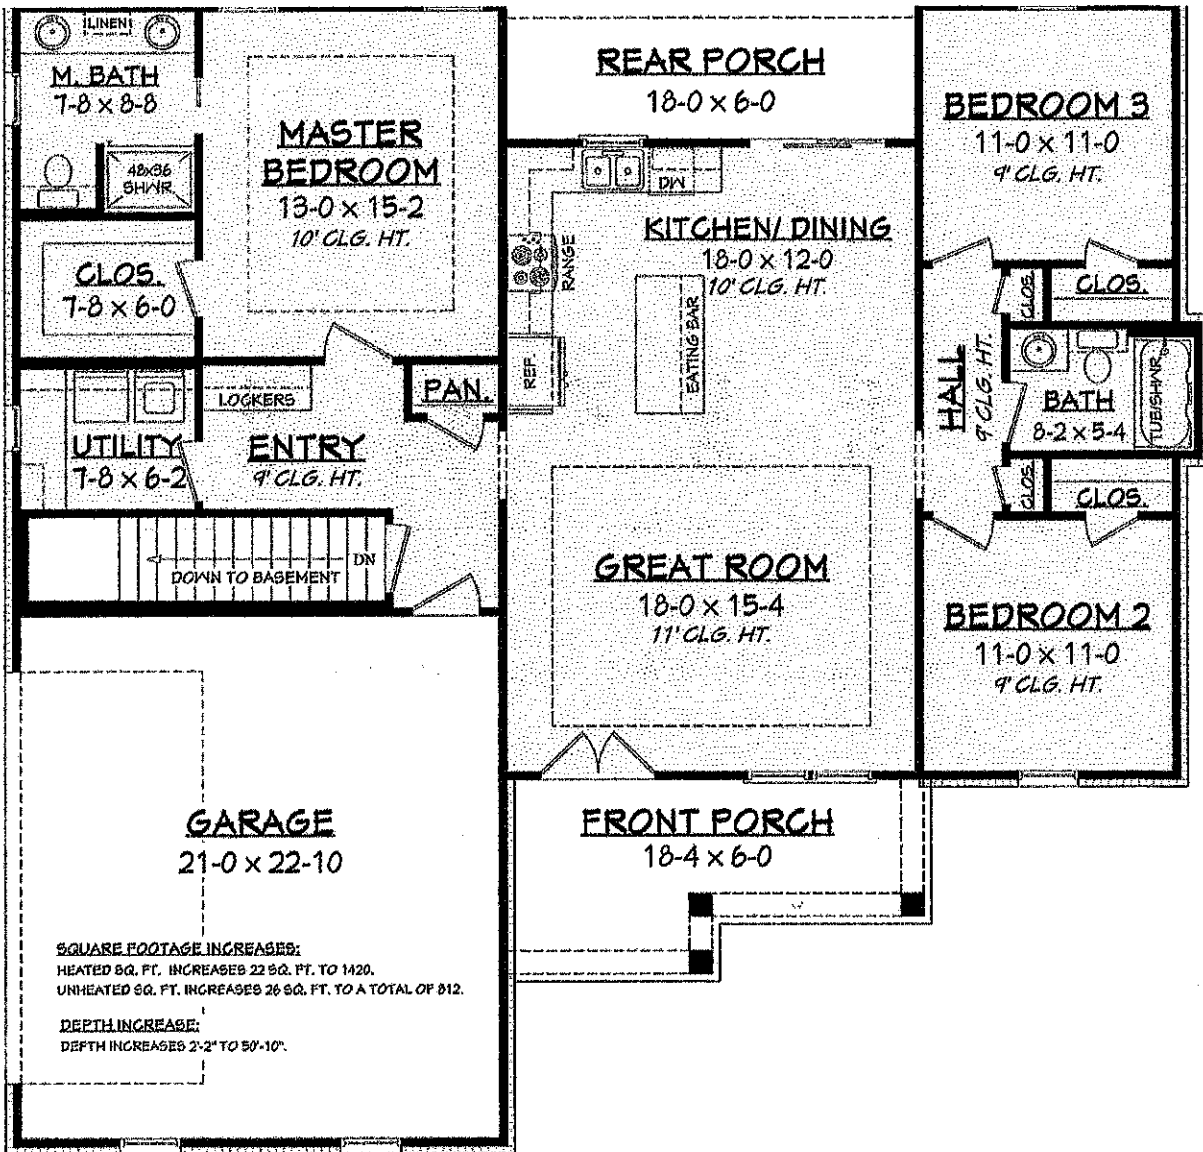 LINEN
M. BATH
7-8 x 8-8
48x36
SHWR.
MASTER
BEDROOM
13-0 x 15-2
10' CLG. HT.
CLOS.
7-8 x 6-0
REAR PORCH
18-0 x 6-0
DW
KITCHEN/ DINING
18-0 x 12-0
10' CLG. HT.
RANGE
EATING BAR
REF.
BEDROOM 3
11-0 x 11-0
9' CLG. HT.
CLOS.
CLOS.
HALL
9' CLG. HT.
BATH
8-2 x 5-4
TUB/SHWR.
CLOS.
CLOS.
LOCKERS
PAN.
UTILITY
7-8 x 6-2
ENTRY
9' CLG. HT.
DN
DOWN TO BASEMENT
GREAT ROOM
18-0 x 15-4
11' CLG. HT.
BEDROOM 2
11-0 x 11-0
9' CLG. HT.
GARAGE
21-0 x 22-10
FRONT PORCH
18-4 x 6-0
SQUARE FOOTAGE INCREASES:
HEATED SQ. FT. INCREASES 22 SQ. FT. TO 1420.
UNHEATED SQ. FT. INCREASES 26 SQ. FT. TO A TOTAL OF 812.
DEPTH INCREASE:
DEPTH INCREASES 2'-2" TO 50'-10".